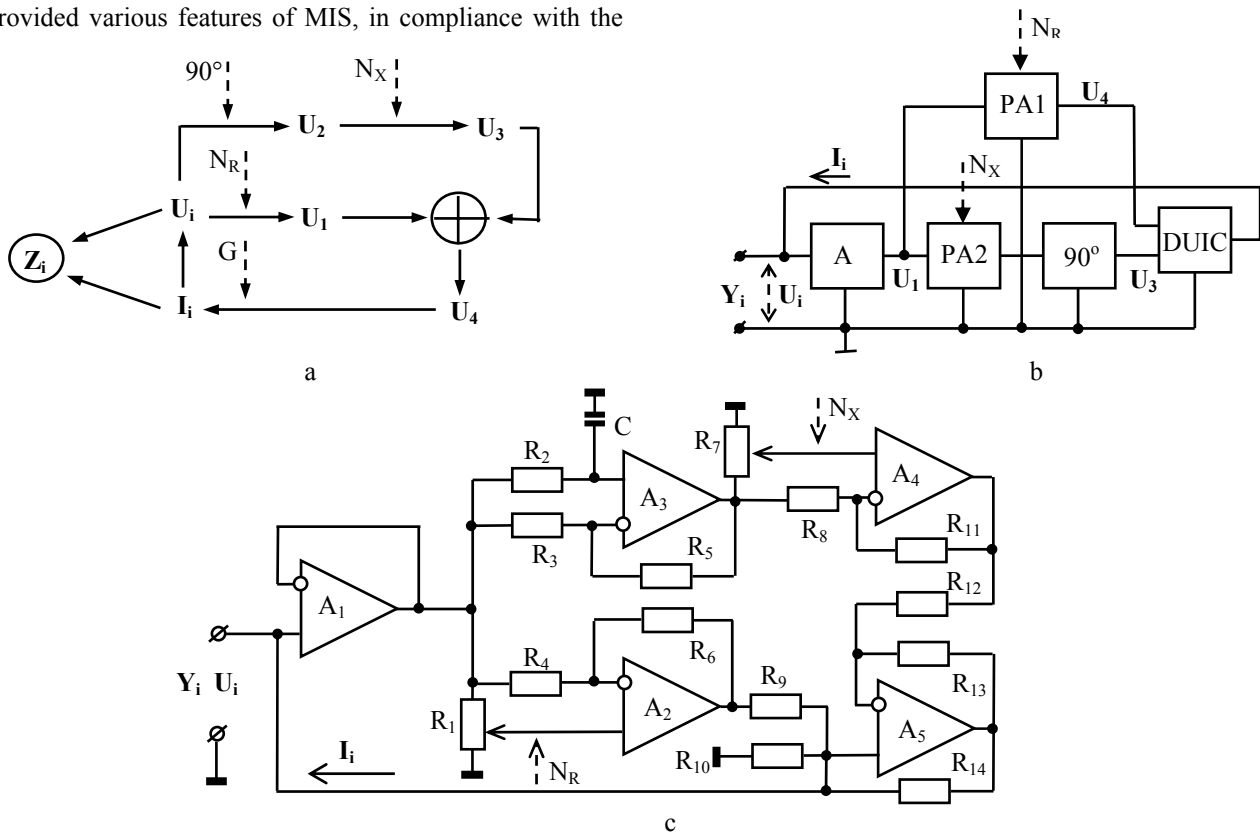 rovided various features of MIS, in compliance with the
90°
N_X
U_2
U_3
N_R
U_i
U_1
G
Z_i
I_i
U_4
a
N_R
PA1
U_4
I_i
N_X
A
PA2
90°
DUIC
U_1
U_3
Y_i
U_i
b
C
N_X
R_7
R_2
A_3
A_4
R_3
R_5
R_8
R_11
R_12
A_1
R_6
R_4
R_9
R_13
Y_i U_i
R_1
A_2
A_5
R_10
R_14
I_i
N_R
c